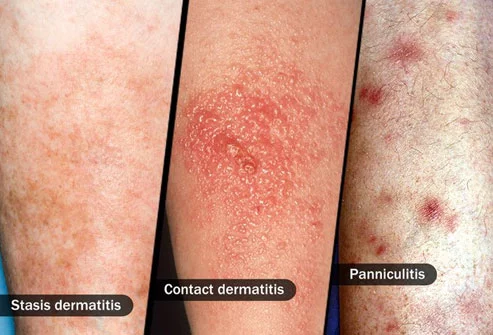 Stasis dermatitis
Contact dermatitis
Panniculitis